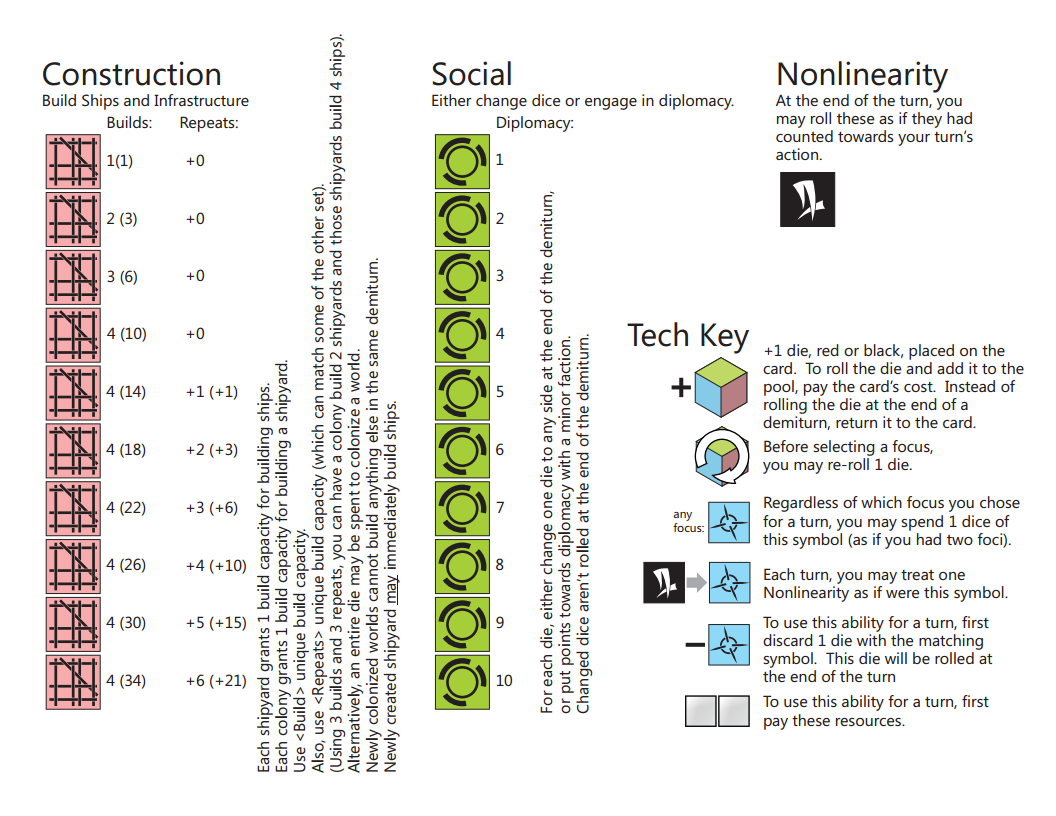 Construction
Build Ships and Infrastructure
Builds: Repeats:
1(1) +0
2 (3) +0
3 (6) +0
4 (10) +0
4 (14) +1 (+1)
4 (18) +2 (+3)
4 (22) +3 (+6)
4 (26) +4 (+10)
4 (30) +5 (+15)
4 (34) +6 (+21)
Each shipyard grants 1 build capacity for building ships.
Each colony grants 1 build capacity for building a shipyard.
Use <Build> unique build capacity.
Also, use <Repeats> unique build capacity (which can match some of the other set).
(Using 3 builds and 3 repeats, you can have a colony build 2 shipyards and those shipyards build 4 ships).
Alternatively, an entire die may be spent to colonize a world.
Newly colonized worlds cannot build anything else in the same demiturn.
Newly created shipyard may immediately build ships.
Social
Either change dice or engage in diplomacy.
Diplomacy:
1
2
3
4
5
6
7
8
9
10
For each die, either change one die to any side at the end of the demiturn,
or put points towards diplomacy with a minor faction.
Changed dice aren't rolled at the end of the demiturn.
Nonlinearity
At the end of the turn, you
may roll these as if they had
counted towards your turn's
action.
Tech Key
+1 die, red or black, placed on the
card. To roll the die and add it to the
pool, pay the card's cost. Instead of
rolling the die at the end of a
demiturn, return it to the card.
Before selecting a focus,
you may re-roll 1 die.
any
focus:
Regardless of which focus you chose
for a turn, you may spend 1 dice of
this symbol (as if you had two foci).
Each turn, you may treat one
Nonlinearity as if were this symbol.
To use this ability for a turn, first
discard 1 die with the matching
symbol. This die will be rolled at
the end of the turn
To use this ability for a turn, first
pay these resources.